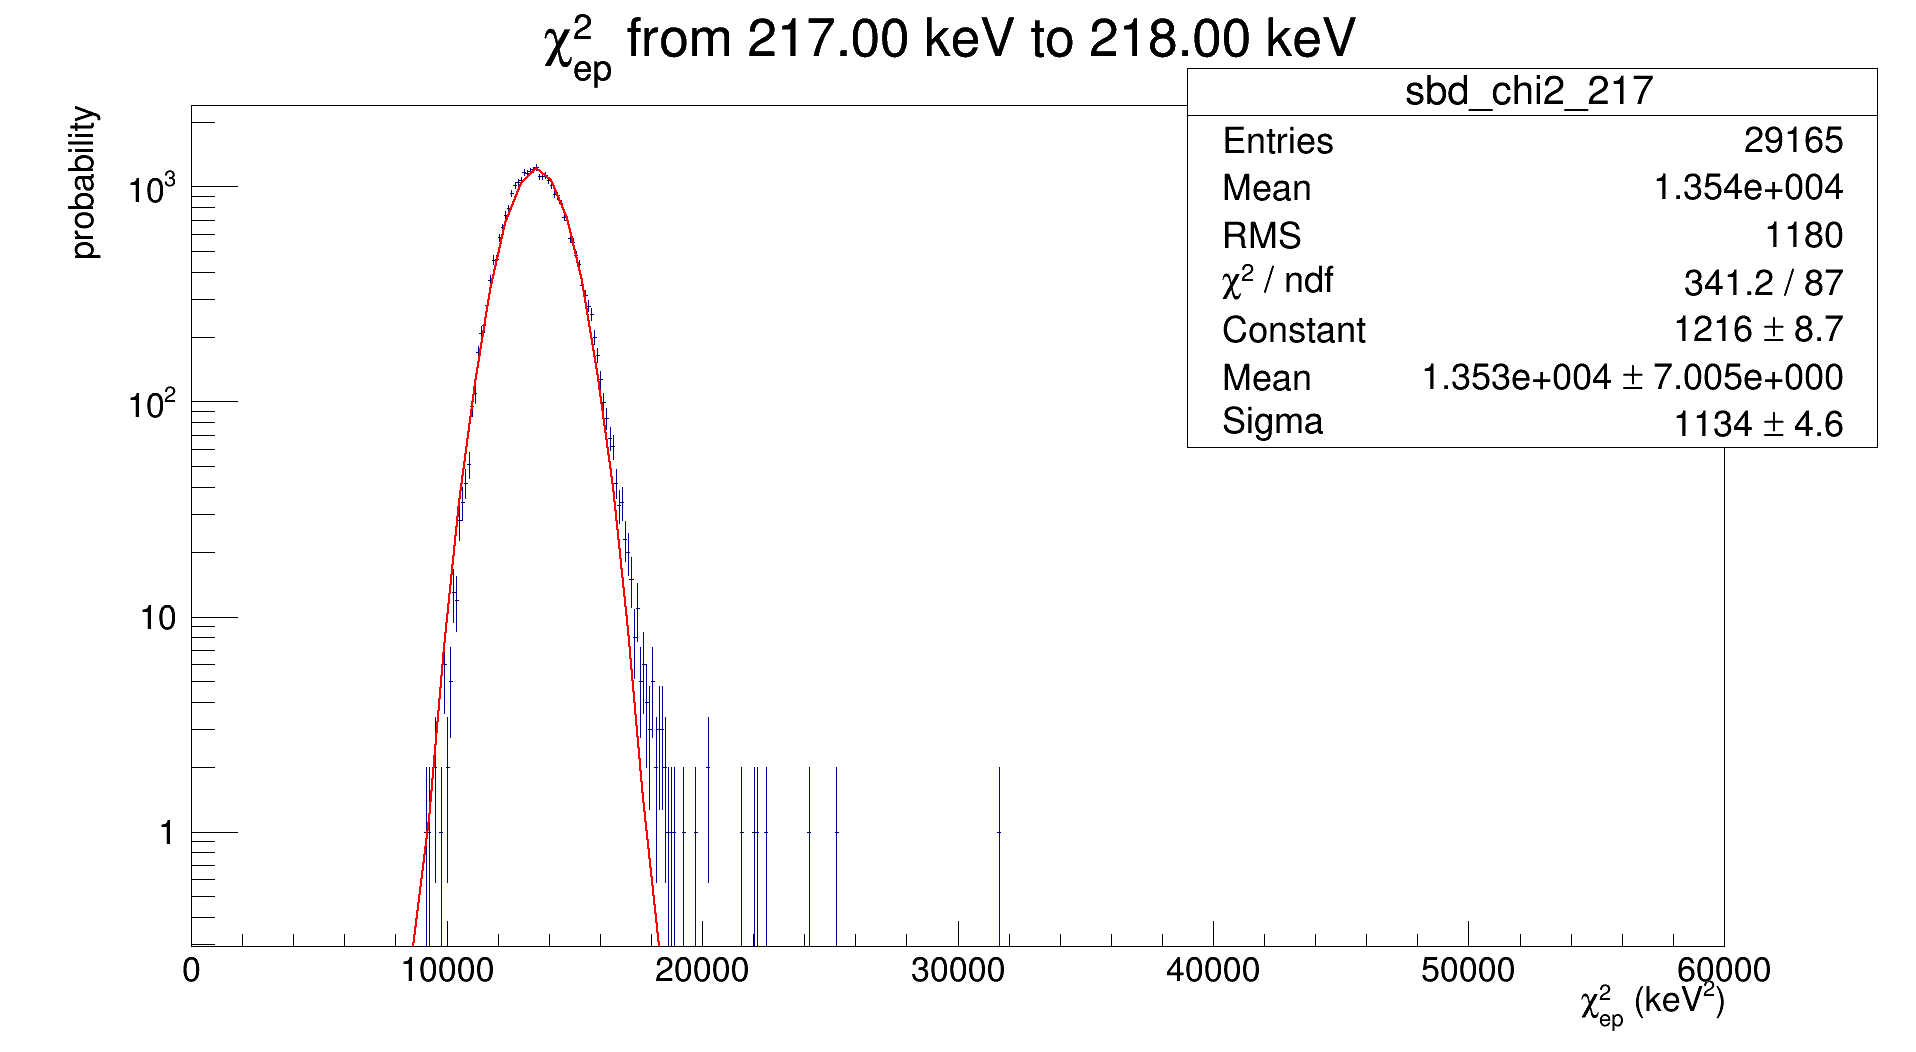 χ²ep from 217.00 keV to 218.00 keV
sbd_chi2_217
Entries 29165
Mean 1.354e+004
RMS 1180
χ² / ndf 341.2 / 87
Constant 1216 ± 8.7
Mean 1.353e+004 ± 7.005e+000
Sigma 1134 ± 4.6
probability
10³
10²
10
1
0 10000 20000 30000 40000 50000 60000
χ²ep (keV²)